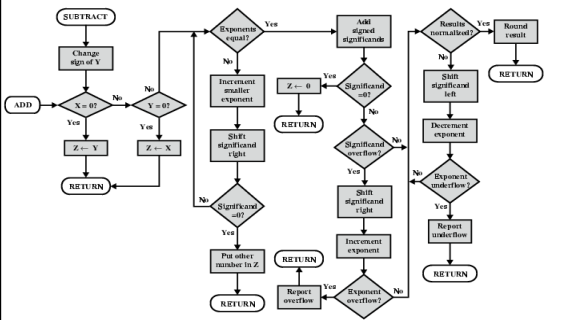 SUBTRACT
Change
sign of Y
ADD
X = 0?
No
Yes
Z ← Y
RETURN
Y = 0?
No
Yes
Z ← X
Exponents
equal?
Yes
No
Increment
smaller
exponent
Shift
significand
right
Significand
=0?
No
Yes
Put other
number in Z
RETURN
Add
signed
significands
Significand
=0?
Yes
Z ← 0
RETURN
No
Significand
overflow?
No
Yes
Shift
significand
right
Increment
exponent
Exponent
overflow?
Yes
Report
overflow
RETURN
No
Results
normalized?
Yes
Round
result
RETURN
No
Shift
significand
left
Decrement
exponent
Exponent
underflow?
No
Yes
Report
underflow
RETURN